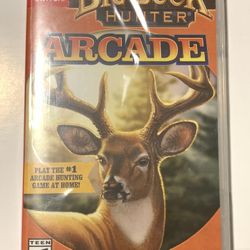 BIG BUCK
HUNTER®
ARCADE
PLAY THE #1
ARCADE HUNTING
GAME AT HOME!
TEEN